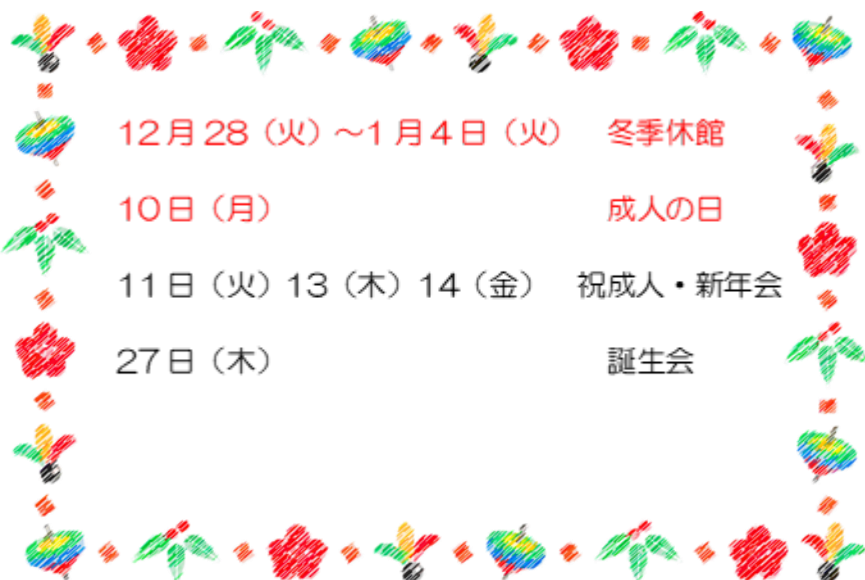 12月28（火）～1月4日（火）　冬季休館
10日（月）　成人の日
11日（火）13（木）14（金）　祝成人・新年会
27日（木）　誕生会